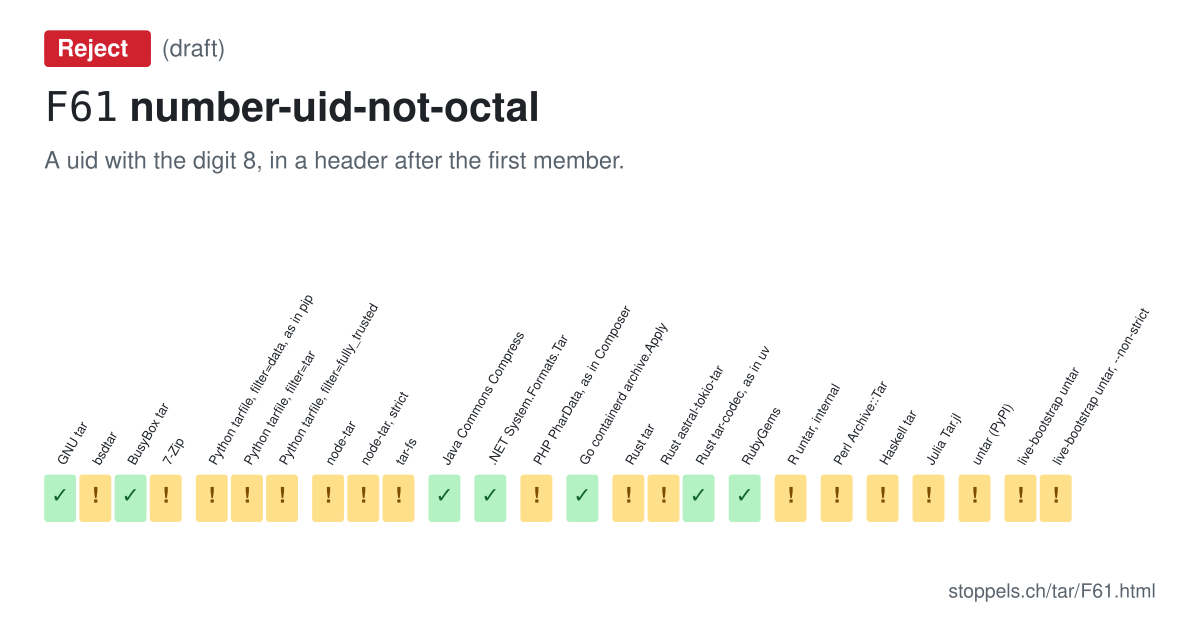 Reject (draft)
F61 number-uid-not-octal
A uid with the digit 8, in a header after the first member.
GNU tar
bsdtar
BusyBox tar
7-Zip
Python tarfile, filter=data, as in pip
Python tarfile, filter=tar
Python tarfile, filter=fully_trusted
node-tar
node-tar, strict
tar-fs
Java Commons Compress
.NET System.Formats.Tar
PHP PharData, as in Composer
Go containerd archive.Apply
Rust tar
Rust astral-tokio-tar
Rust tar-codec, as in uv
RubyGems
R untar, internal
Perl Archive::Tar
Haskell tar
Julia Tar.jl
untar (PyPI)
live-bootstrap untar
live-bootstrap untar, --non-strict
✓ ! ✓ ! ! ! ! ! ! ! ✓ ✓ ! ✓ ! ! ✓ ✓ ! ! ! ! ! ! !
stoppels.ch/tar/F61.html